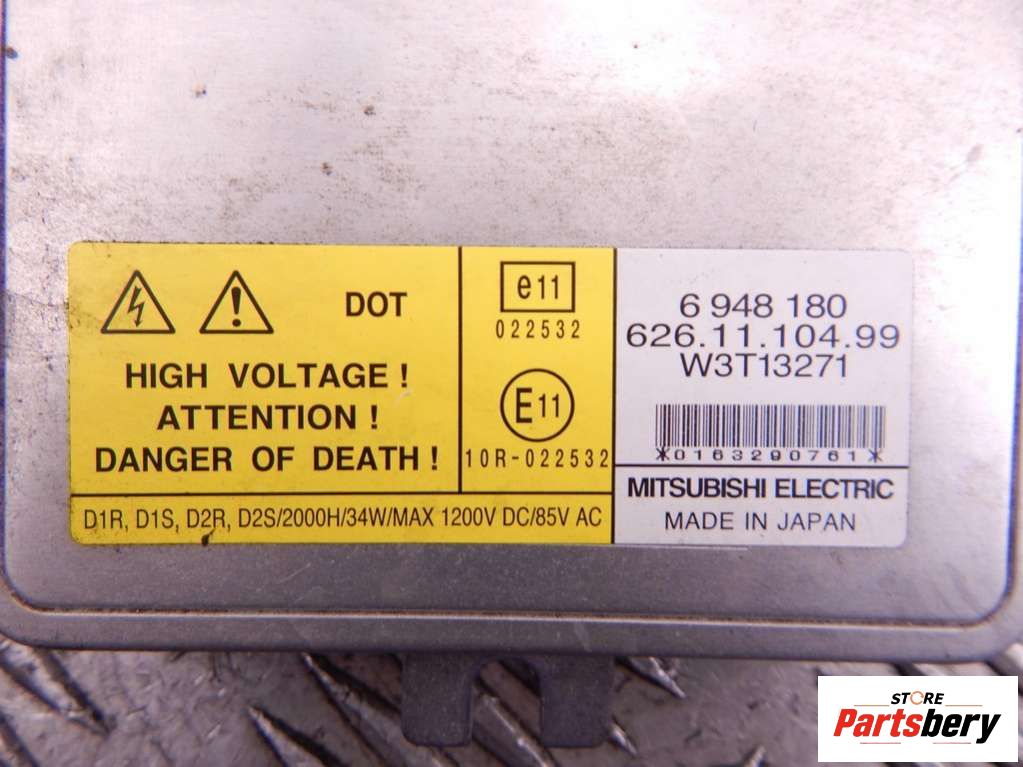 DOT
HIGH VOLTAGE !
ATTENTION !
DANGER OF DEATH !
D1R, D1S, D2R, D2S/2000H/34W/MAX 1200V DC/85V AC
e11
022532
E11
10R-022532
6 948 180
626.11.104.99
W3T13271
*0163290761*
MITSUBISHI ELECTRIC
MADE IN JAPAN
STORE
Partsbery